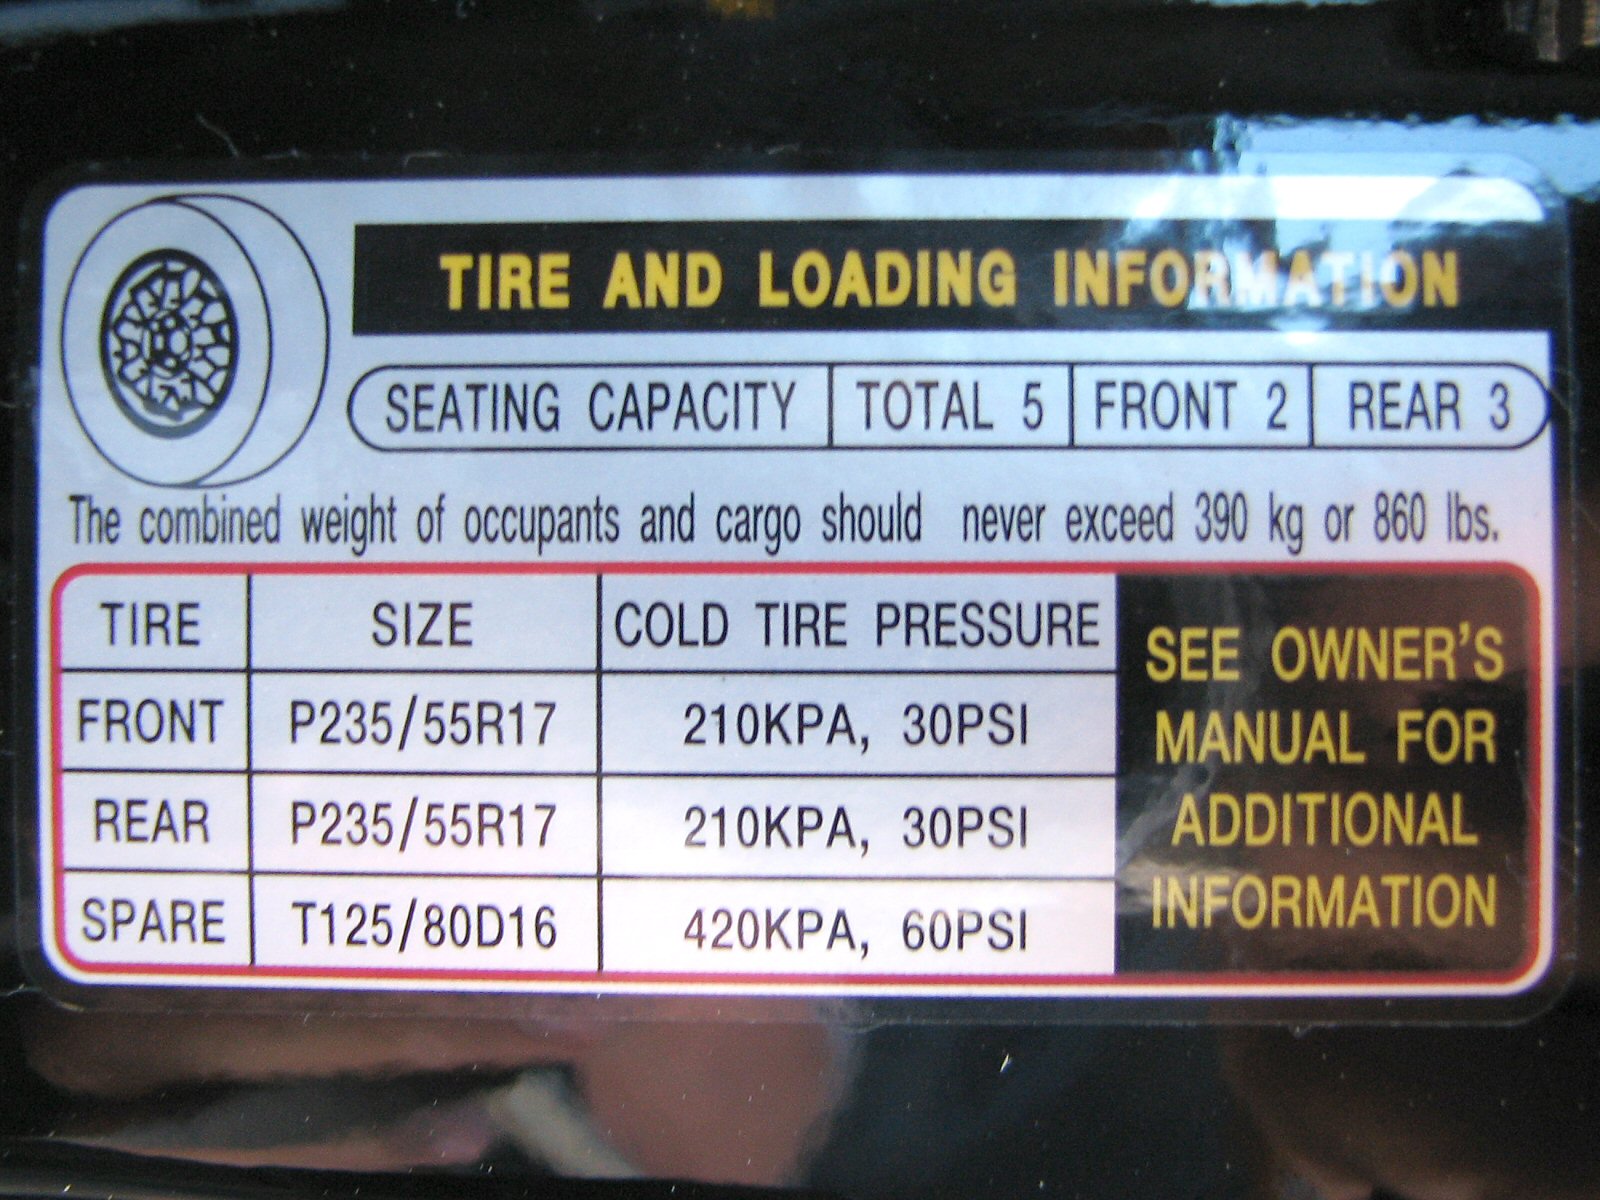 TIRE AND LOADING INFORMATION
SEATING CAPACITY TOTAL 5 FRONT 2 REAR 3
The combined weight of occupants and cargo should never exceed 390 kg or 860 lbs.
TIRE SIZE COLD TIRE PRESSURE
FRONT P235/55R17 210KPA, 30PSI
REAR P235/55R17 210KPA, 30PSI
SPARE T125/80D16 420KPA, 60PSI
SEE OWNER'S
MANUAL FOR
ADDITIONAL
INFORMATION